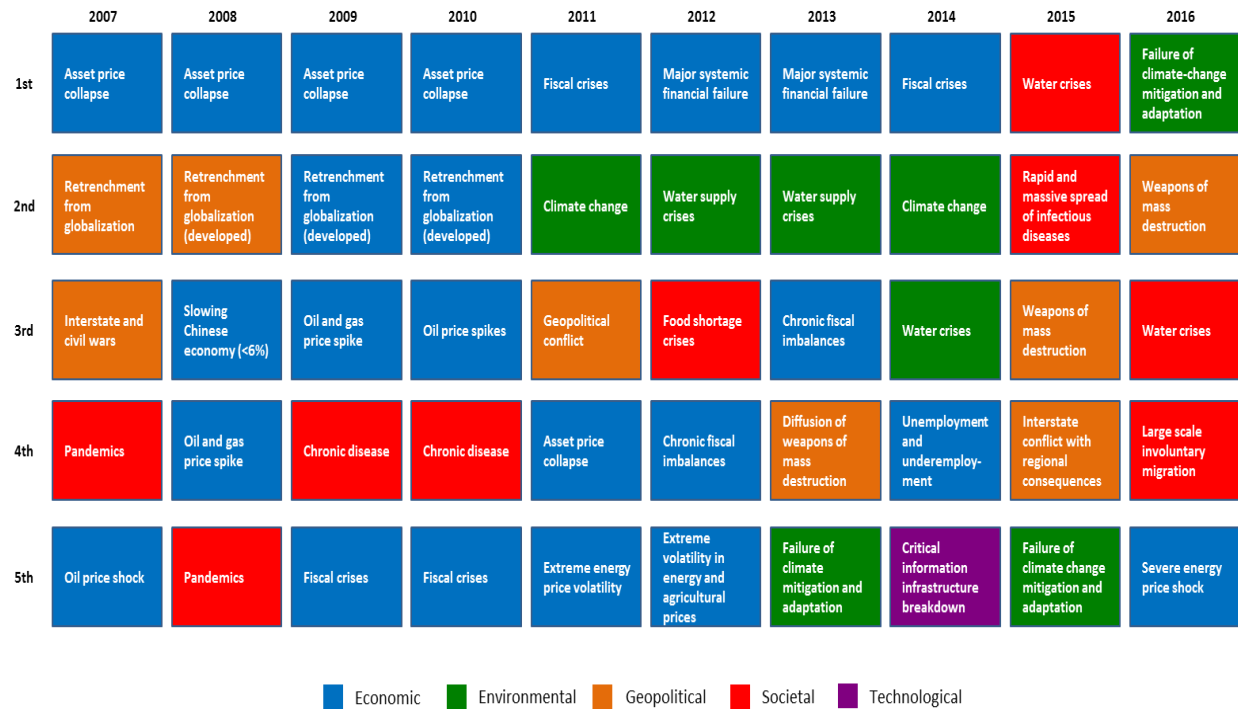 2007 2008 2009 2010 2011 2012 2013 2014 2015 2016
1st
Asset price
collapse
Asset price
collapse
Asset price
collapse
Asset price
collapse
Fiscal crises
Major systemic
financial failure
Major systemic
financial failure
Fiscal crises
Water crises
Failure of
climate-change
mitigation and
adaptation
2nd
Retrenchment
from
globalization
Retrenchment
from
globalization
(developed)
Retrenchment
from
globalization
(developed)
Retrenchment
from
globalization
(developed)
Climate change
Water supply
crises
Water supply
crises
Climate change
Rapid and
massive spread
of infectious
diseases
Weapons of
mass
destruction
3rd
Interstate and
civil wars
Slowing
Chinese
economy (<6%)
Oil and gas
price spike
Oil price spikes
Geopolitical
conflict
Food shortage
crises
Chronic fiscal
imbalances
Water crises
Weapons of
mass
destruction
Water crises
4th
Pandemics
Oil and gas
price spike
Chronic disease
Chronic disease
Asset price
collapse
Chronic fiscal
imbalances
Diffusion of
weapons of
mass
destruction
Unemployment
and
underemploy-
ment
Interstate
conflict with
regional
consequences
Large scale
involuntary
migration
5th
Oil price shock
Pandemics
Fiscal crises
Fiscal crises
Extreme energy
price volatility
Extreme
volatility in
energy and
agricultural
prices
Failure of
climate
mitigation and
adaptation
Critical
information
infrastructure
breakdown
Failure of
climate change
mitigation and
adaptation
Severe energy
price shock
Economic Environmental Geopolitical Societal Technological